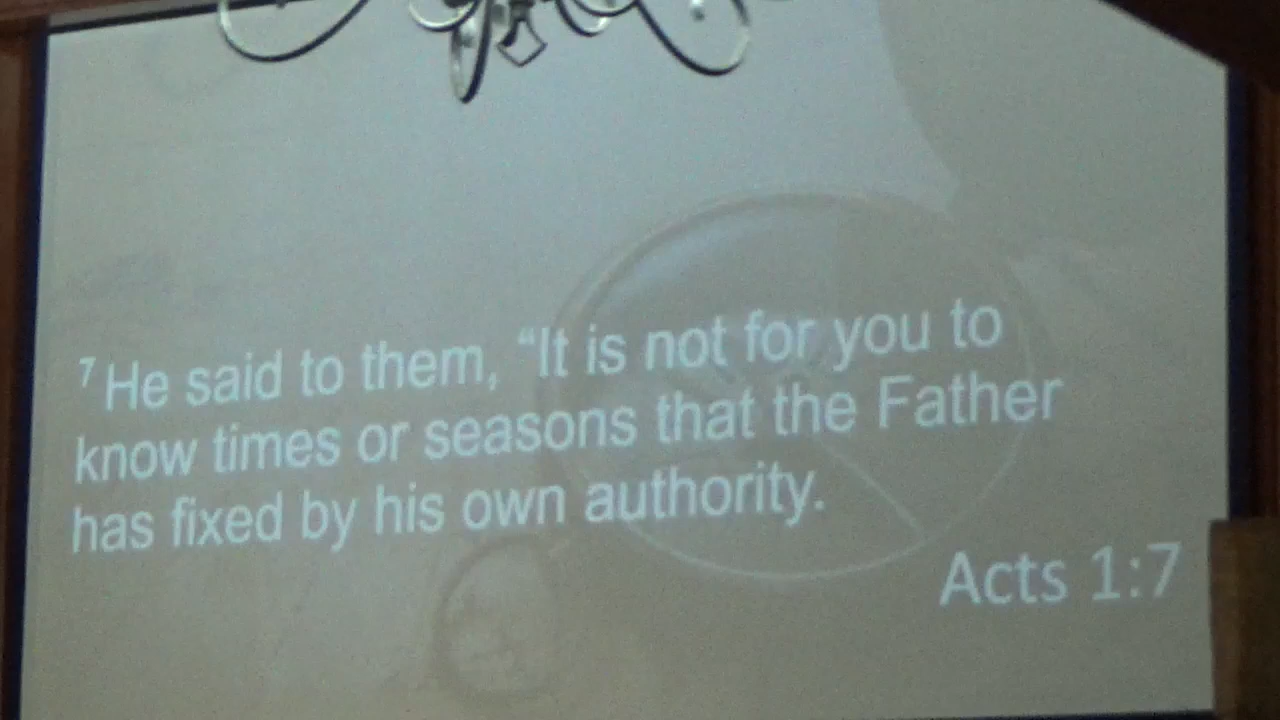 ⁷ He said to them, “It is not for you to
know times or seasons that the Father
has fixed by his own authority.
Acts 1:7